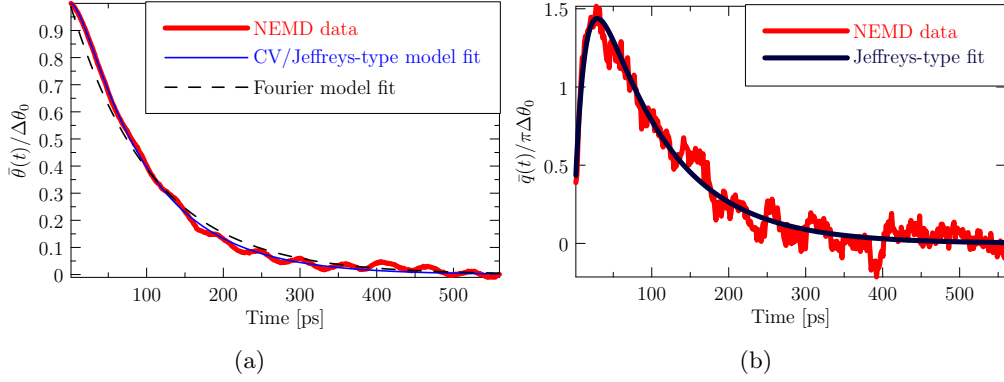 NEMD data
CV/Jeffreys-type model fit
Fourier model fit
0.9
0.8
0.7
0.6
0.5
0.4
0.3
0.2
0.1
0
θ̄(t)/Δθ₀
100 200 300 400 500
Time [ps]
(a)
NEMD data
Jeffreys-type fit
1.5
1
0.5
0
q̄(t)/πΔθ₀
100 200 300 400 500
Time [ps]
(b)